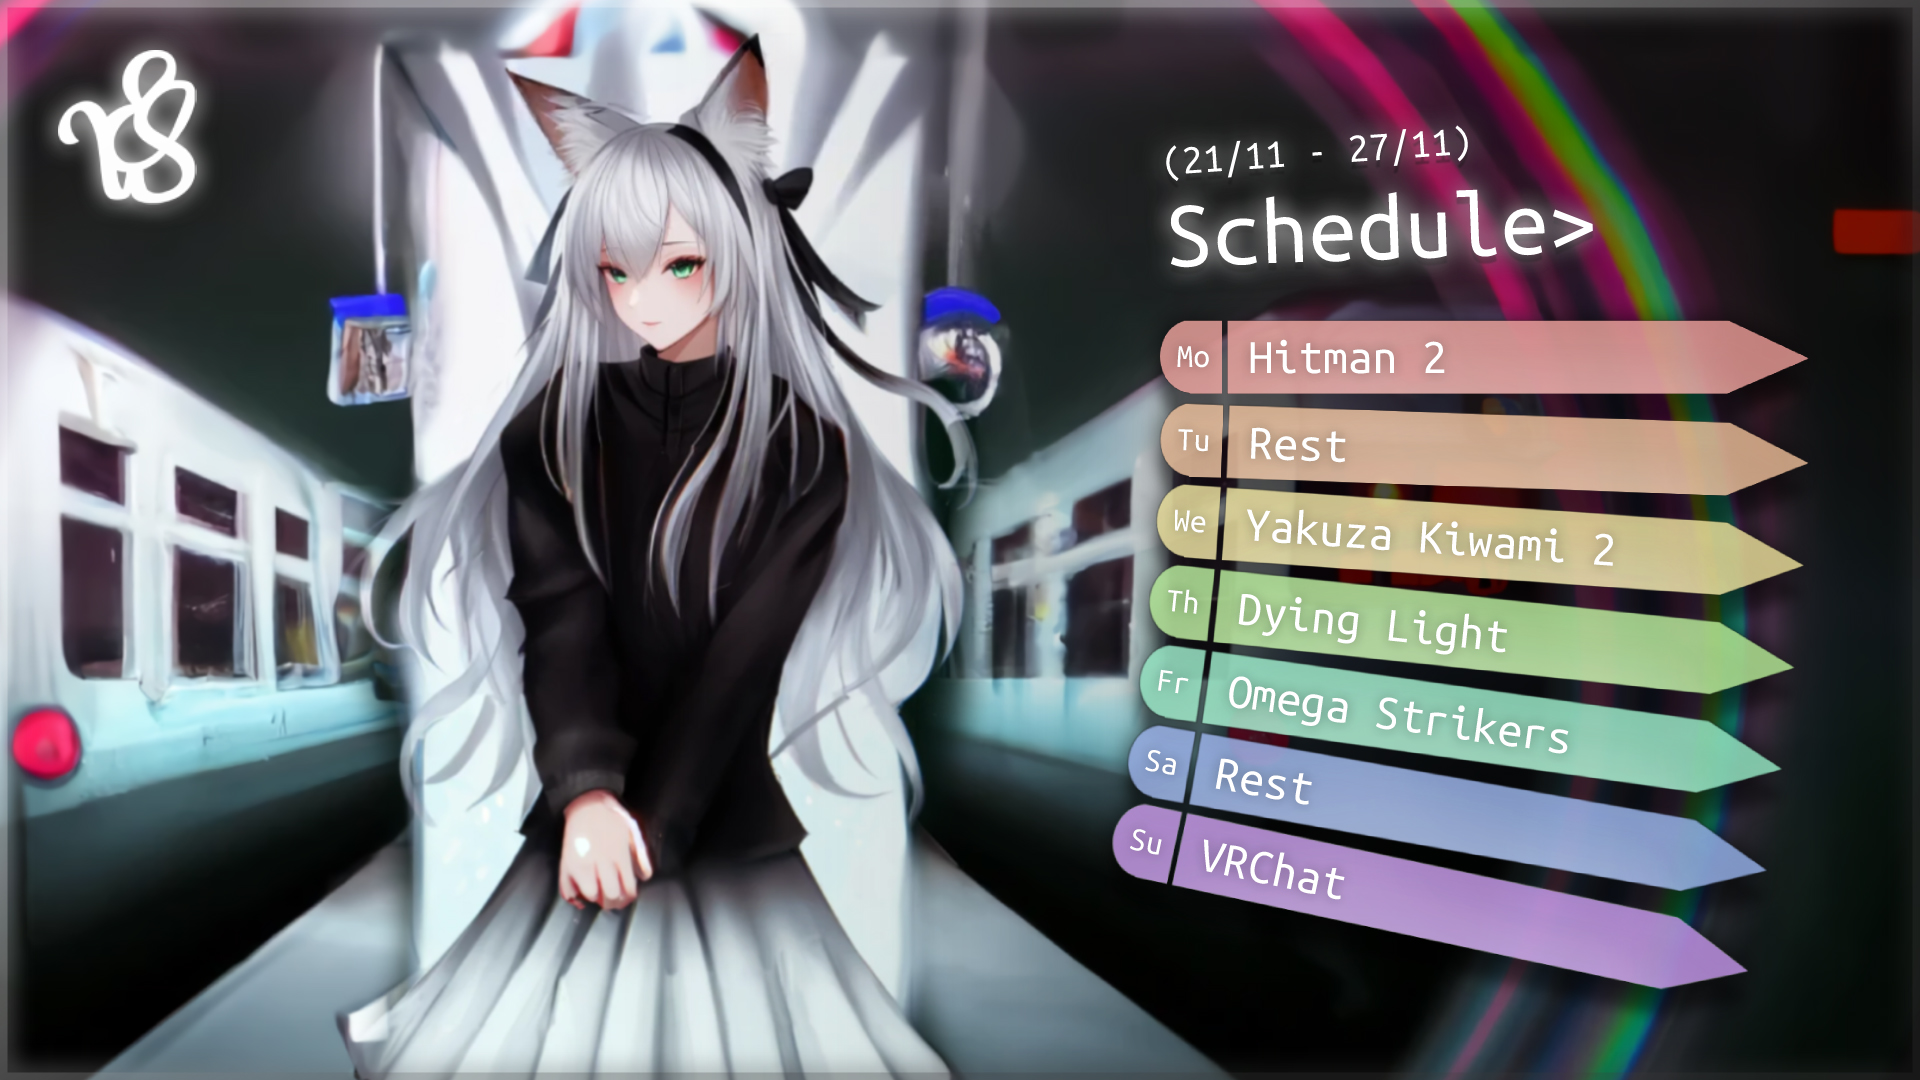 (21/11 - 27/11)
Schedule>
Mo Hitman 2
Tu Rest
We Yakuza Kiwami 2
Th Dying Light
Fr Omega Strikers
Sa Rest
Su VRChat